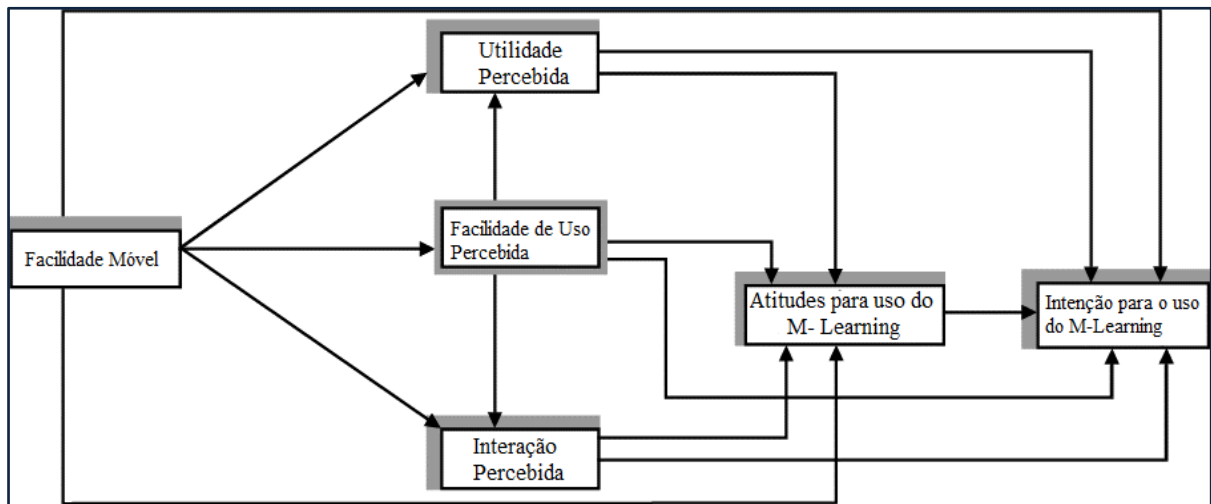 Utilidade
Percebida
Facilidade de Uso
Percebida
Facilidade Móvel
Atitudes para uso do
M- Learning
Intenção para o uso
do M-Learning
Interação
Percebida